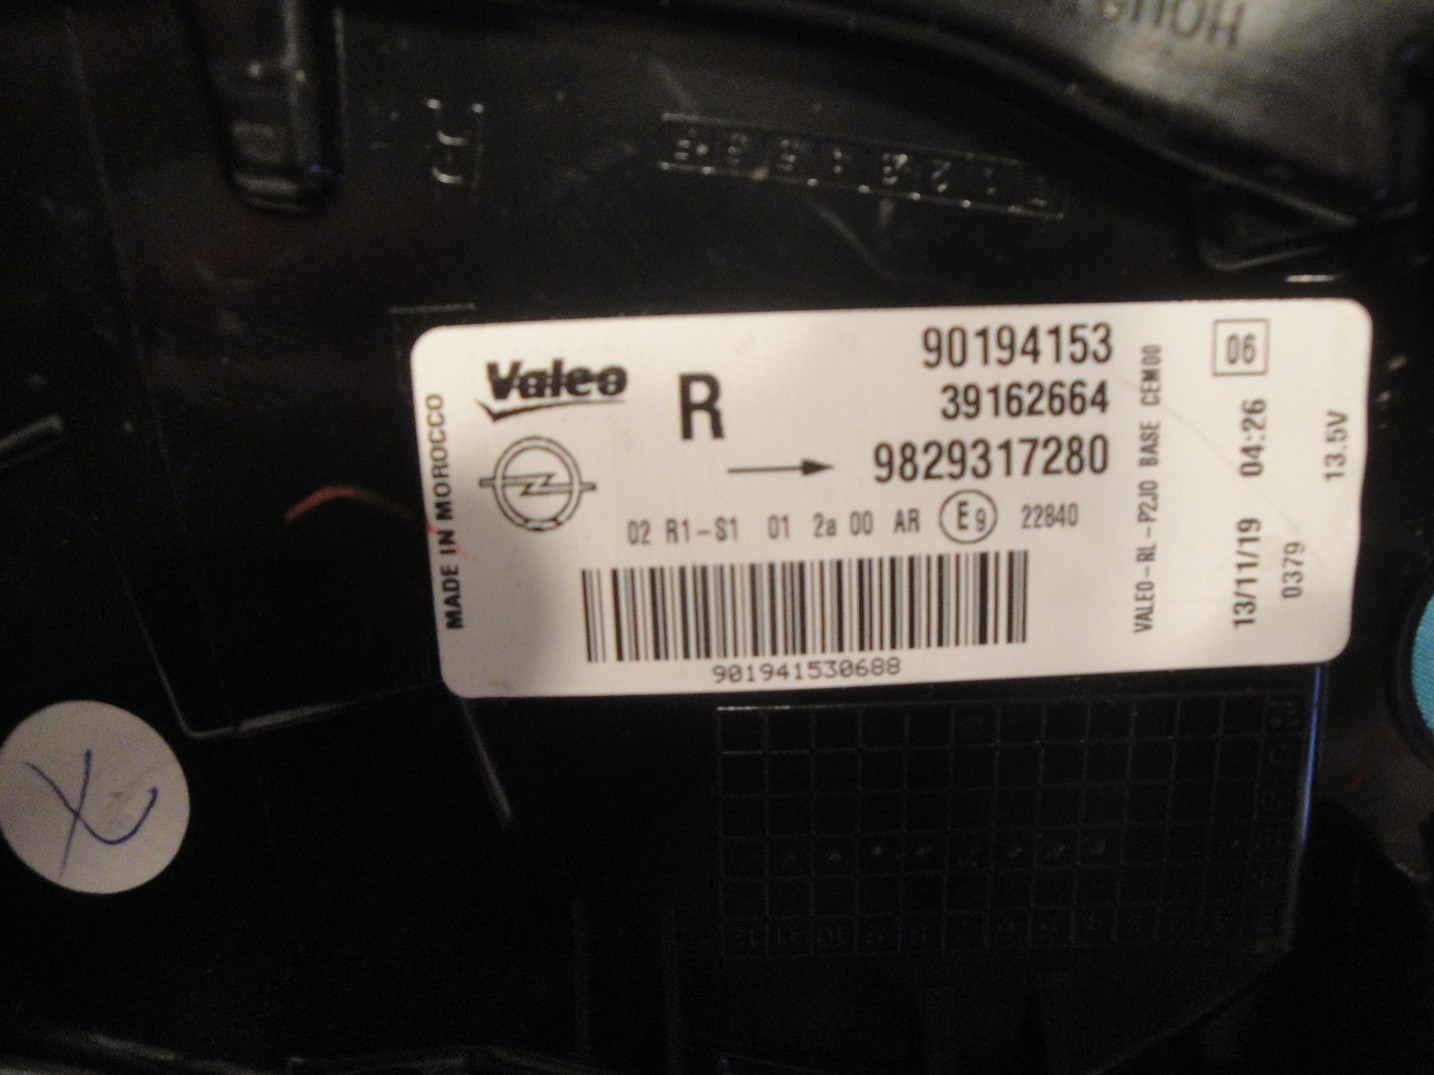 Valeo
R
90194153
39162664
9829317280
02 R1-S1 01 2a 00 AR E9 22840
901941530688
MADE IN MOROCCO
VALEO-RL-P2JO BASE CEM00
06
13/11/19 04:26
0379
13.5V